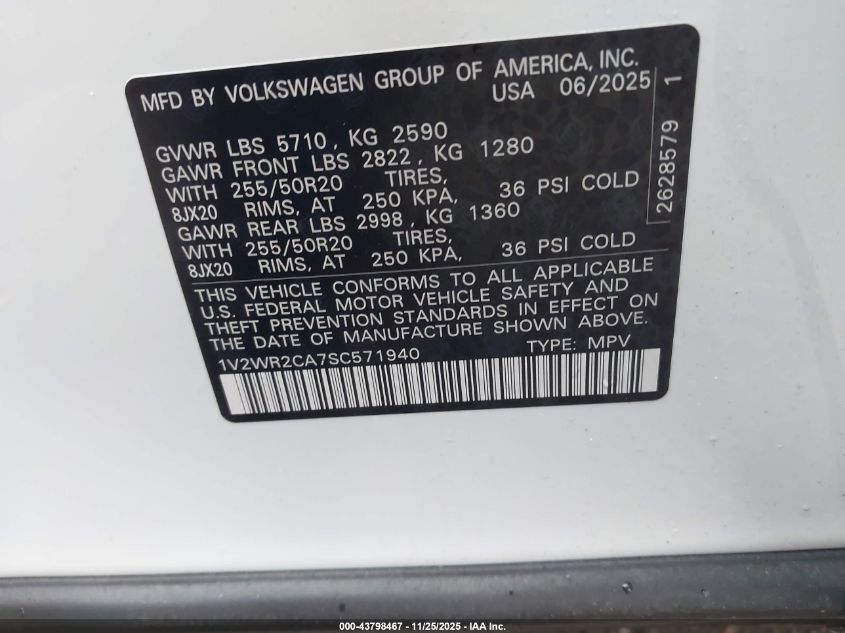 MFD BY VOLKSWAGEN GROUP OF AMERICA, INC.
USA 06/2025
GVWR LBS 5710, KG 2590
GAWR FRONT LBS 2822, KG 1280
WITH 255/50R20 TIRES,
8JX20 RIMS, AT 250 KPA, 36 PSI COLD
GAWR REAR LBS 2998, KG 1360
WITH 255/50R20 TIRES,
8JX20 RIMS, AT 250 KPA, 36 PSI COLD
THIS VEHICLE CONFORMS TO ALL APPLICABLE
U.S. FEDERAL MOTOR VEHICLE SAFETY AND
THEFT PREVENTION STANDARDS IN EFFECT ON
THE DATE OF MANUFACTURE SHOWN ABOVE.
1V2WR2CA7SC571940 TYPE: MPV
2628579 1
000-43798467 - 11/25/2025 - IAA Inc.